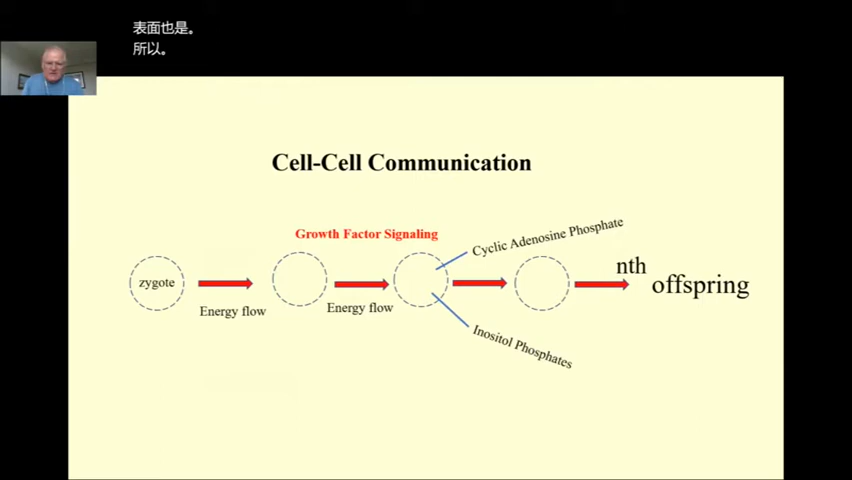 表面也是。
所以。
Cell-Cell Communication
Growth Factor Signaling
Cyclic Adenosine Phosphate
zygote
Energy flow
Energy flow
nth
offspring
Inositol Phosphates